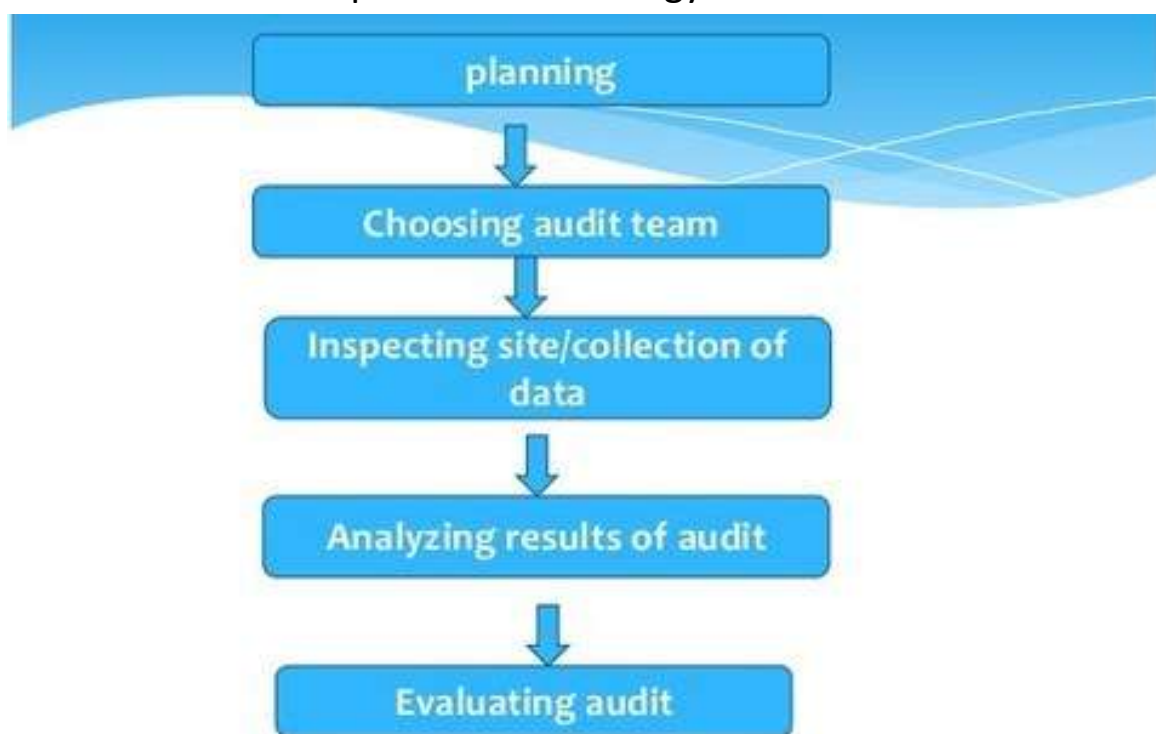 planning
Choosing audit team
Inspecting site/collection of
data
Analyzing results of audit
Evaluating audit